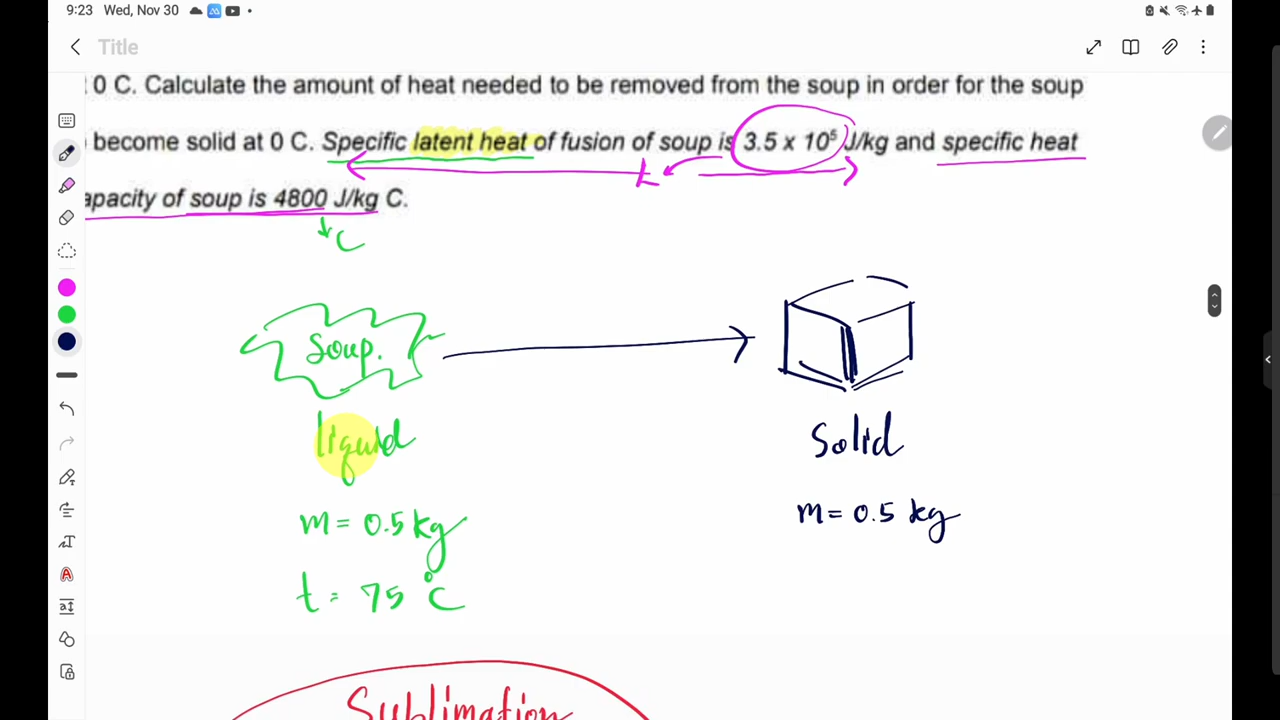 9:23 Wed, Nov 30
Title
0 C. Calculate the amount of heat needed to be removed from the soup in order for the soup
become solid at 0 C. Specific latent heat of fusion of soup is 3.5 x 10⁵ J/kg and specific heat
apacity of soup is 4800 J/kg C.
L
C
Soup.
liquid
Solid
m = 0.5 kg
m = 0.5 kg
t = 75 °C
Sublimation